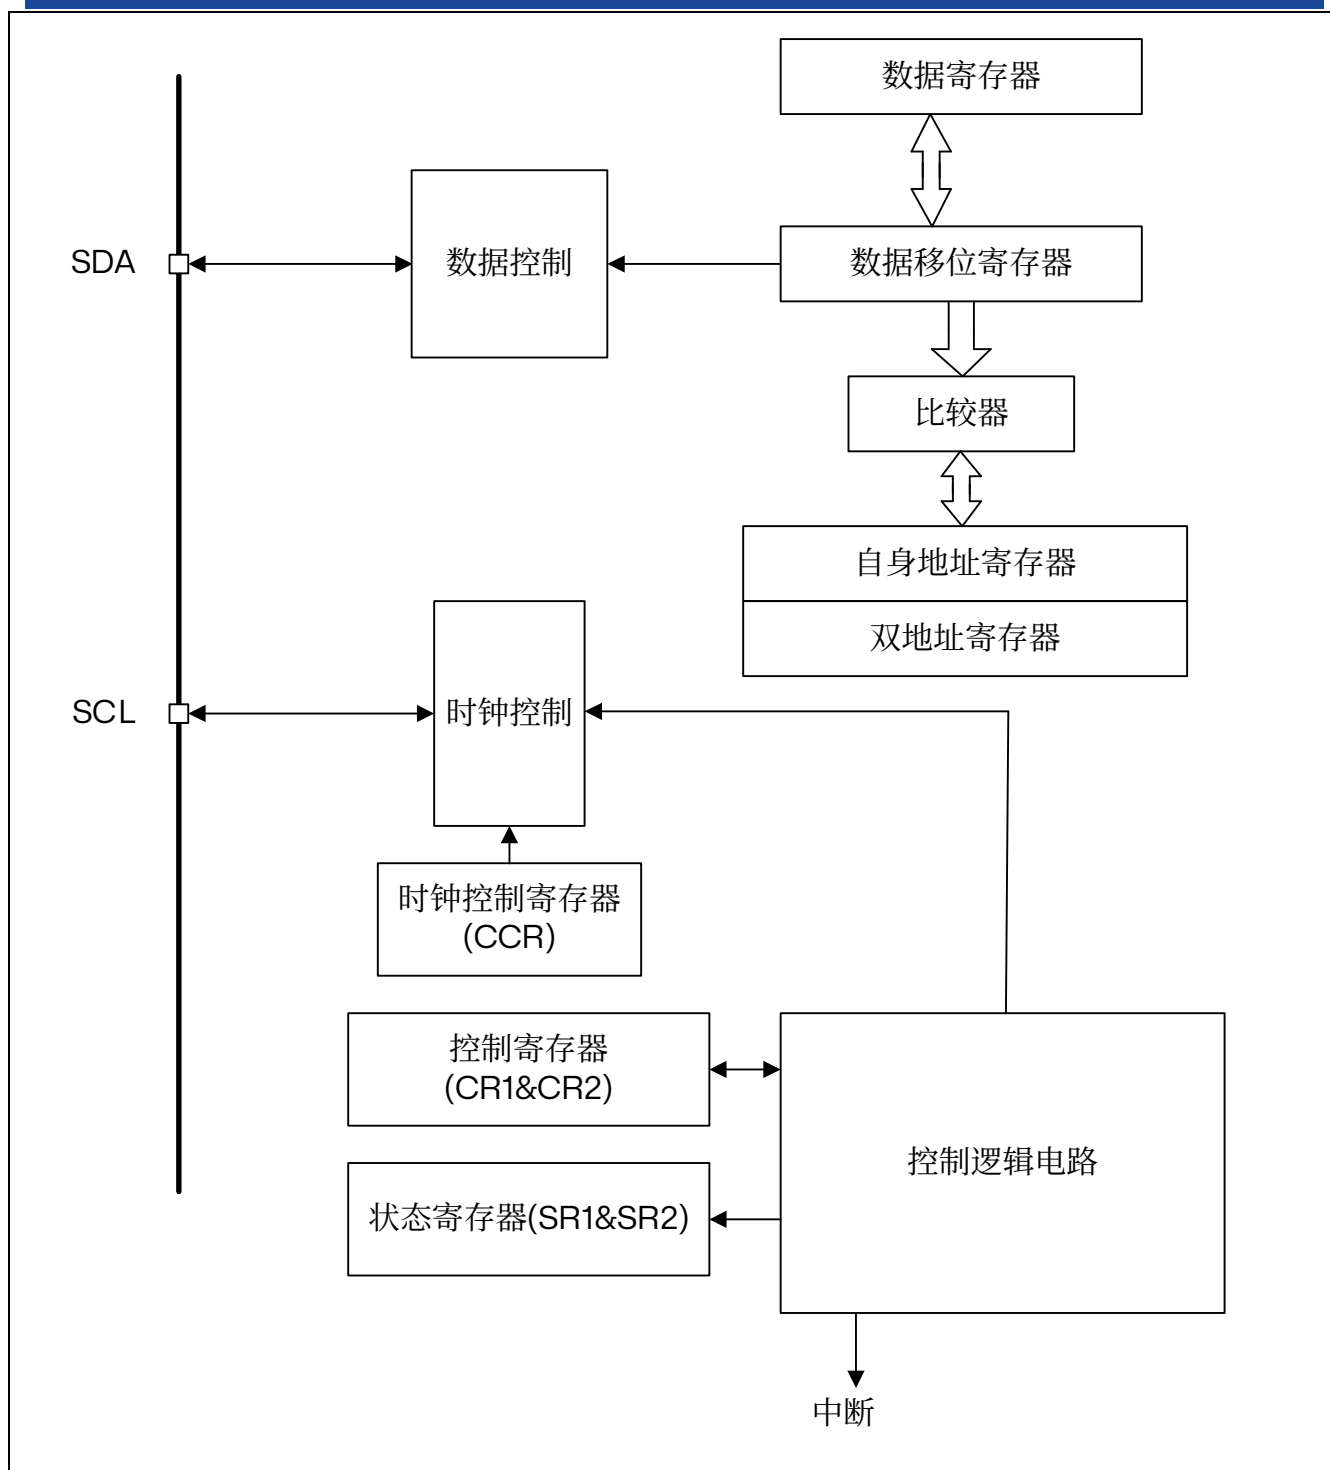 数据寄存器
SDA
数据控制
数据移位寄存器
比较器
自身地址寄存器
双地址寄存器
SCL
时钟控制
时钟控制寄存器
(CCR)
控制寄存器
(CR1&CR2)
控制逻辑电路
状态寄存器(SR1&SR2)
中断